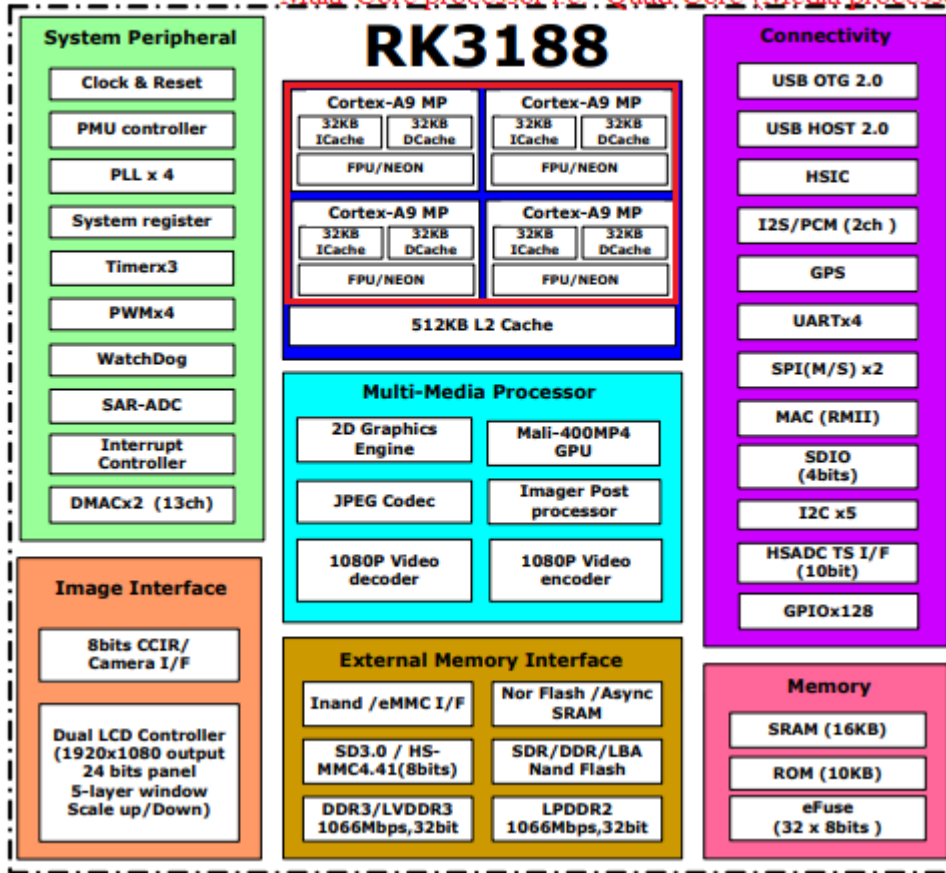 RK3188
System Peripheral
Clock & Reset
PMU controller
PLL x 4
System register
Timerx3
PWMx4
WatchDog
SAR-ADC
Interrupt
Controller
DMACx2 (13ch)
Image Interface
8bits CCIR/
Camera I/F
Dual LCD Controller
(1920x1080 output
24 bits panel
5-layer window
Scale up/Down)
Cortex-A9 MP
32KB
ICache
32KB
DCache
FPU/NEON
Cortex-A9 MP
32KB
ICache
32KB
DCache
FPU/NEON
Cortex-A9 MP
32KB
ICache
32KB
DCache
FPU/NEON
Cortex-A9 MP
32KB
ICache
32KB
DCache
FPU/NEON
512KB L2 Cache
Multi-Media Processor
2D Graphics
Engine
Mali-400MP4
GPU
JPEG Codec
Imager Post
processor
1080P Video
decoder
1080P Video
encoder
External Memory Interface
Inand /eMMC I/F
Nor Flash /Async
SRAM
SD3.0 / HS-
MMC4.41(8bits)
SDR/DDR/LBA
Nand Flash
DDR3/LVDDR3
1066Mbps,32bit
LPDDR2
1066Mbps,32bit
Connectivity
USB OTG 2.0
USB HOST 2.0
HSIC
I2S/PCM (2ch )
GPS
UARTx4
SPI(M/S) x2
MAC (RMII)
SDIO
(4bits)
I2C x5
HSADC TS I/F
(10bit)
GPIOx128
Memory
SRAM (16KB)
ROM (10KB)
eFuse
(32 x 8bits )